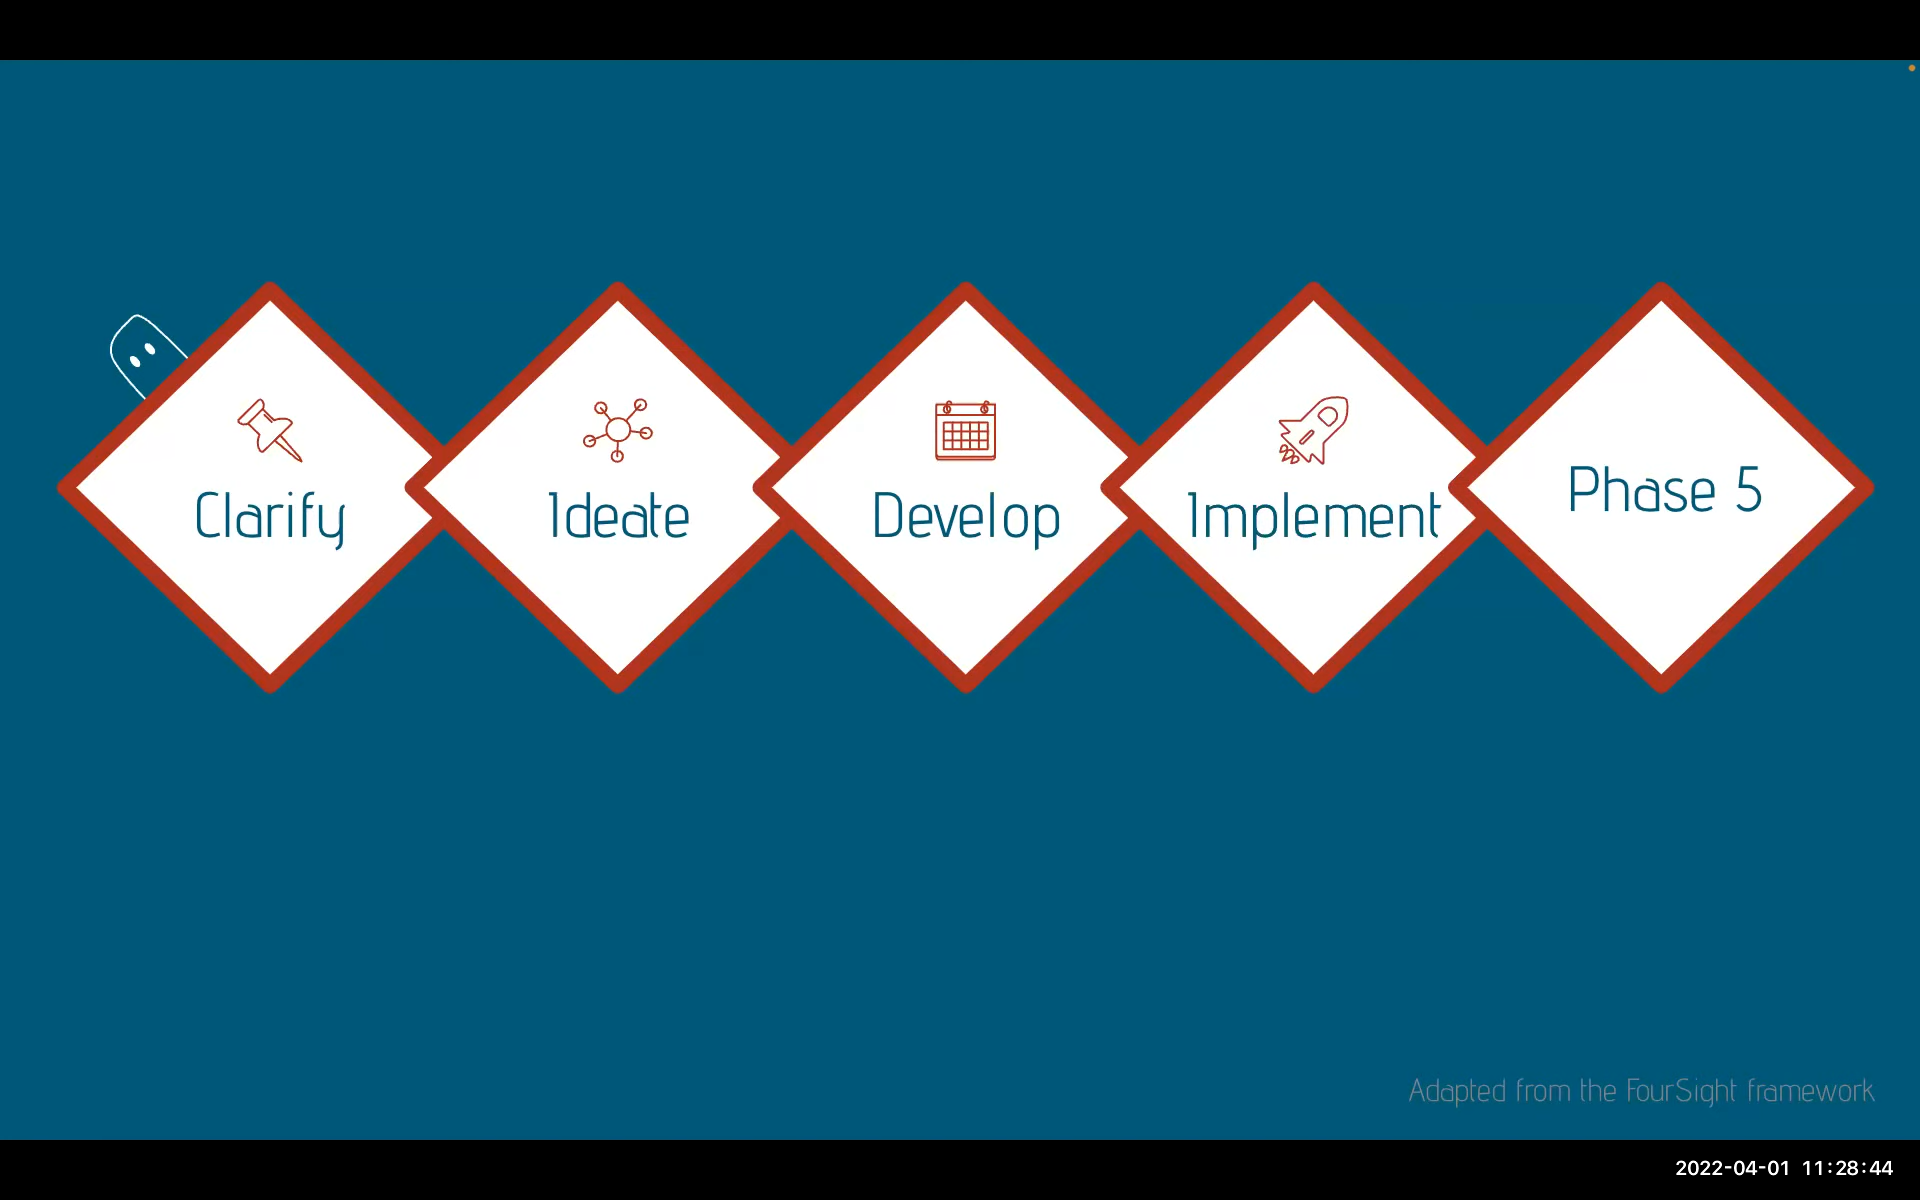 Clarify
Ideate
Develop
Implement
Phase 5
Adapted from the FourSight framework
2022-04-01 11:28:44